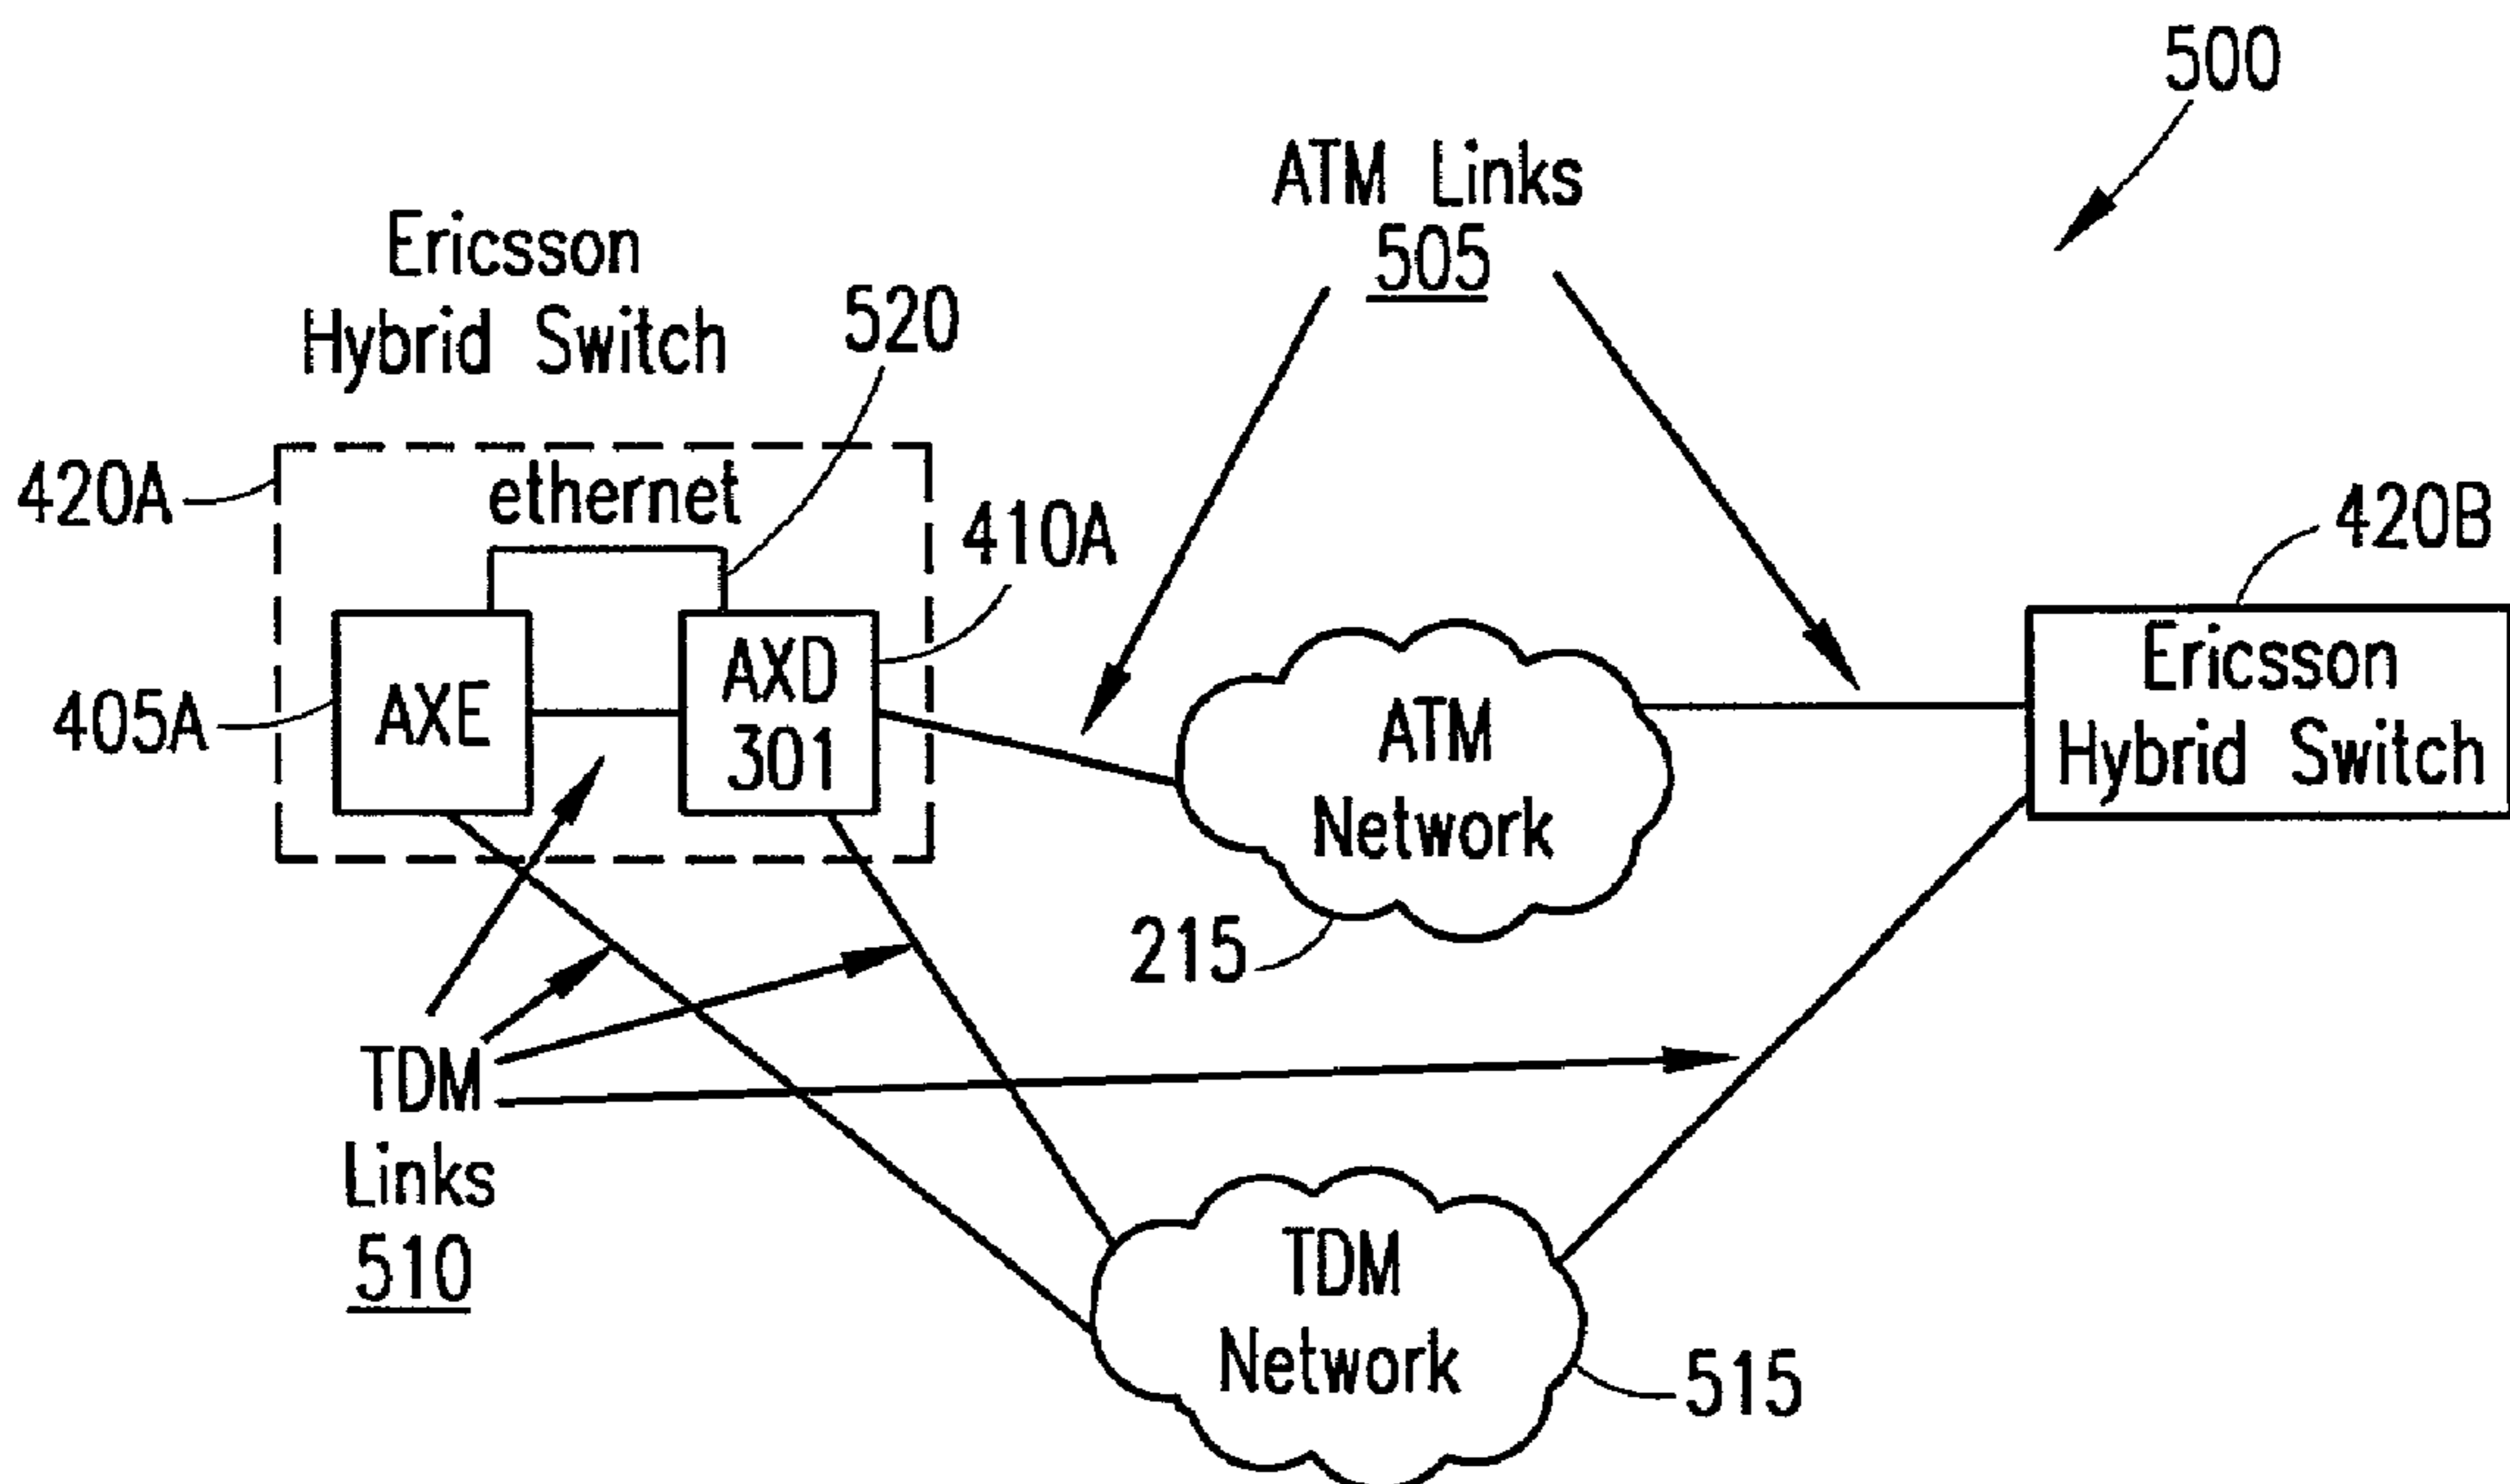 500
ATM Links
505
Ericsson
Hybrid Switch
520
420A
ethernet
410A
420B
405A
AXE
AXD
301
ATM
Network
Ericsson
Hybrid Switch
215
TDM
Links
510
TDM
Network
515